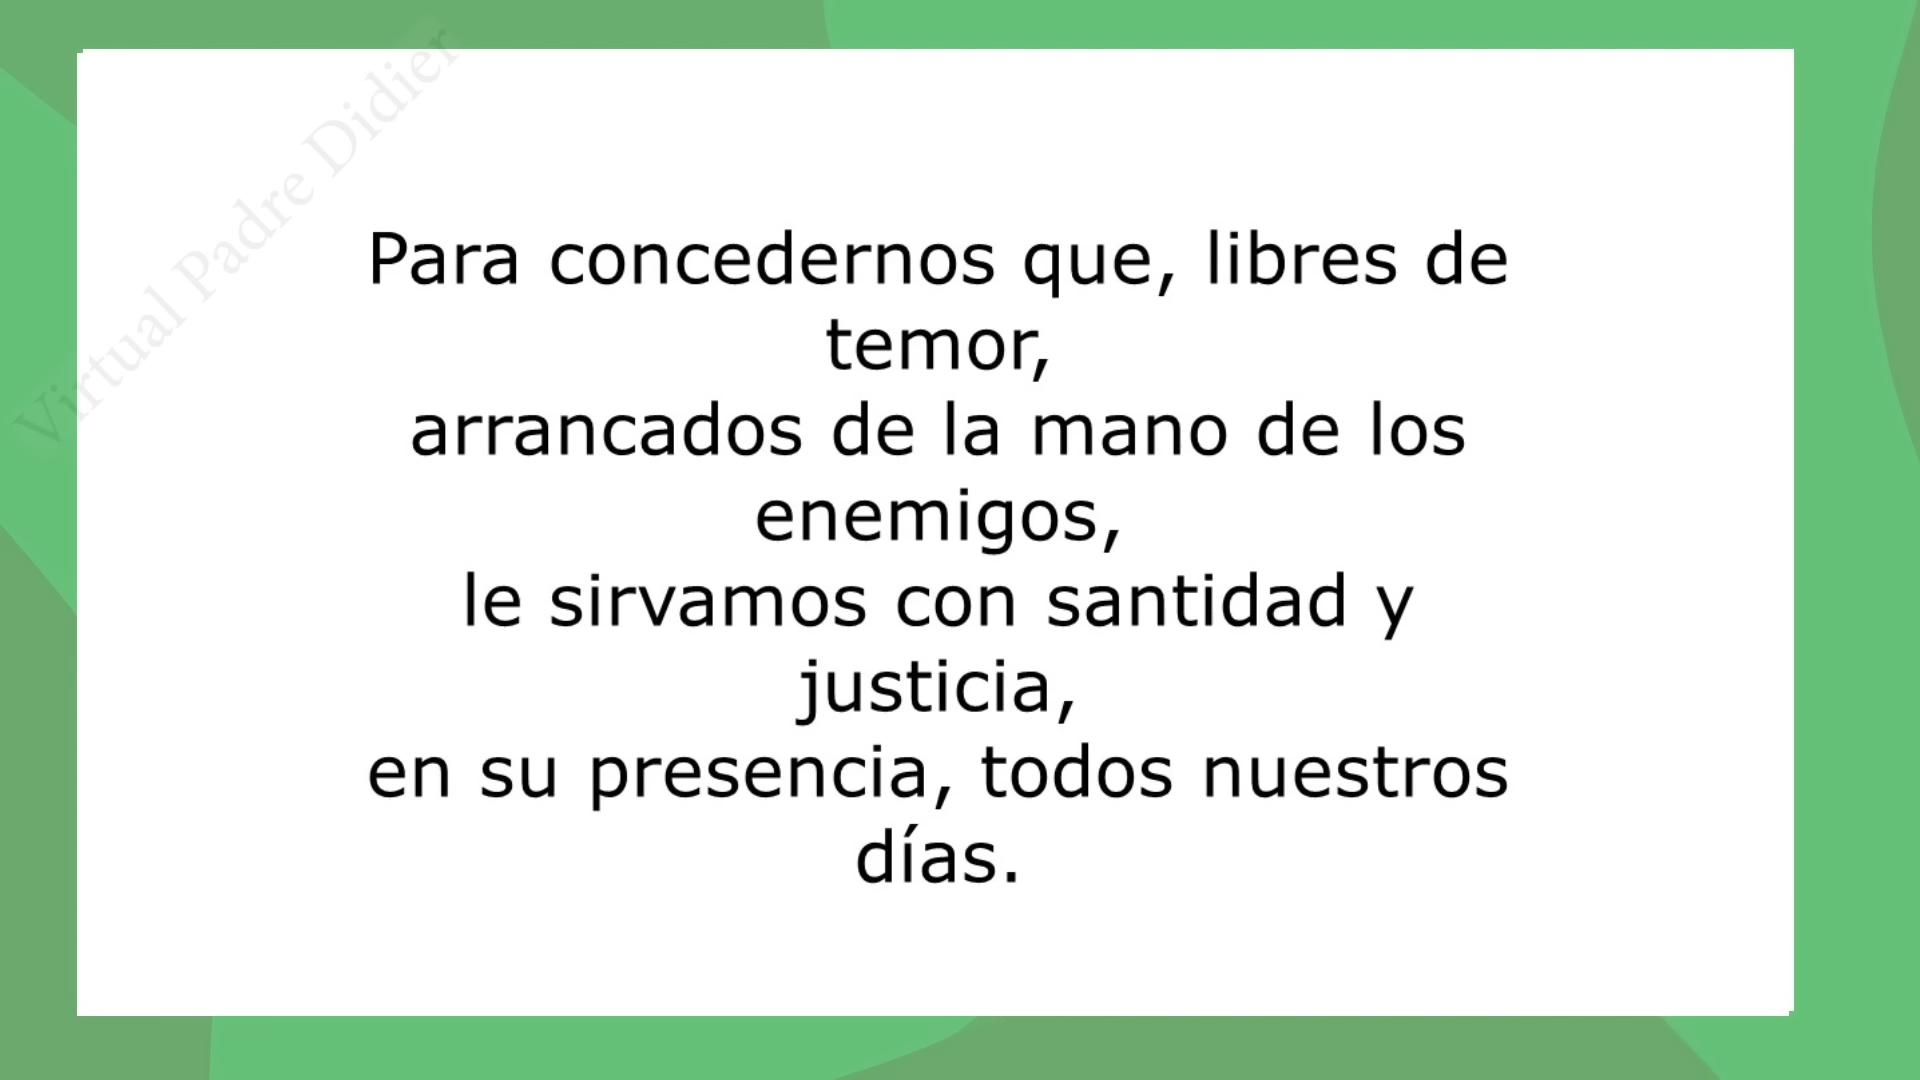 Virtual Padre Didier
Para concedernos que, libres de
temor,
arrancados de la mano de los
enemigos,
le sirvamos con santidad y
justicia,
en su presencia, todos nuestros
días.